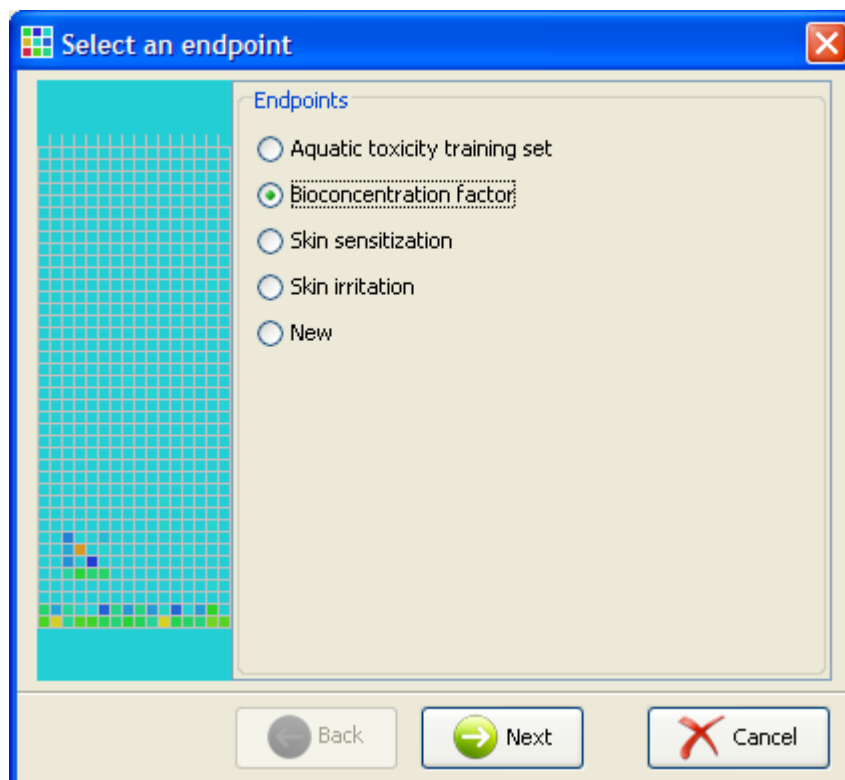 Select an endpoint
Endpoints
Aquatic toxicity training set
Bioconcentration factor
Skin sensitization
Skin irritation
New
Back
Next
Cancel